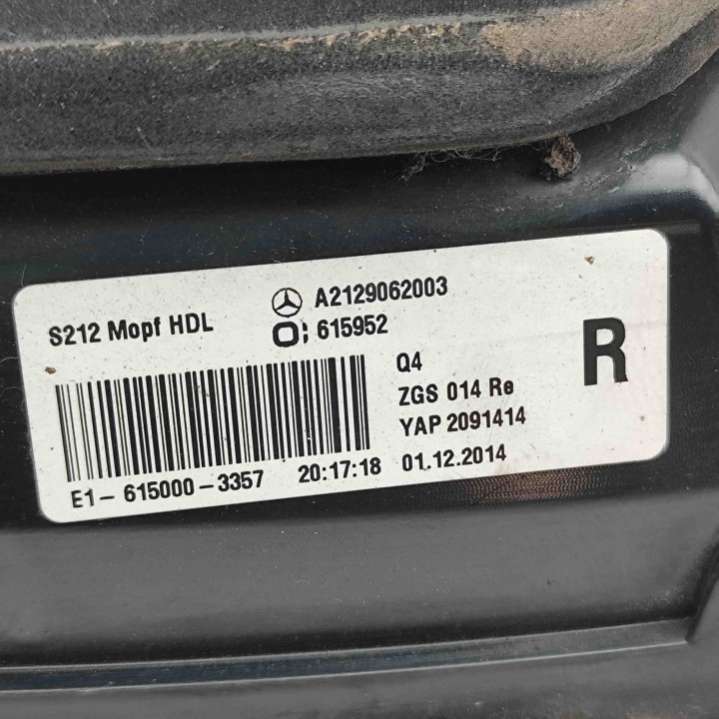 S212 Mopf HDL
A2129062003
O; 615952
R
Q4
ZGS 014 Re
YAP 2091414
E1-615000-3357
20:17:18
01.12.2014